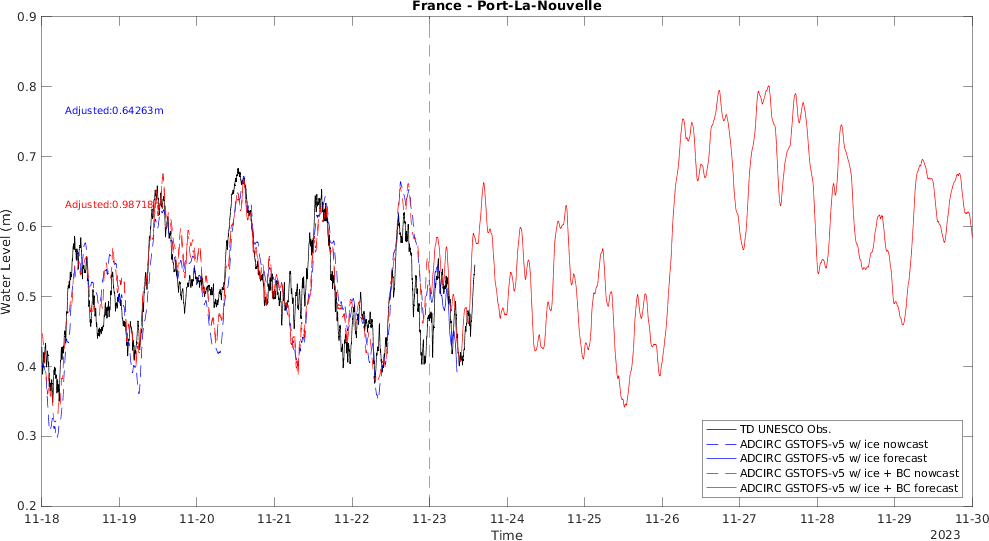 France - Port-La-Nouvelle
0.9
0.8
0.7
0.6
0.5
0.4
0.3
0.2
Water Level (m)
Adjusted:0.64263m
Adjusted:0.98718m
TD UNESCO Obs.
ADCIRC GSTOFS-v5 w/ ice nowcast
ADCIRC GSTOFS-v5 w/ ice forecast
ADCIRC GSTOFS-v5 w/ ice + BC nowcast
ADCIRC GSTOFS-v5 w/ ice + BC forecast
11-18 11-19 11-20 11-21 11-22 11-23 11-24 11-25 11-26 11-27 11-28 11-29 11-30
Time
2023